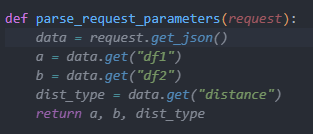 def parse_request_parameters(request):
    data = request.get_json()
    a = data.get("df1")
    b = data.get("df2")
    dist_type = data.get("distance")
    return a, b, dist_type